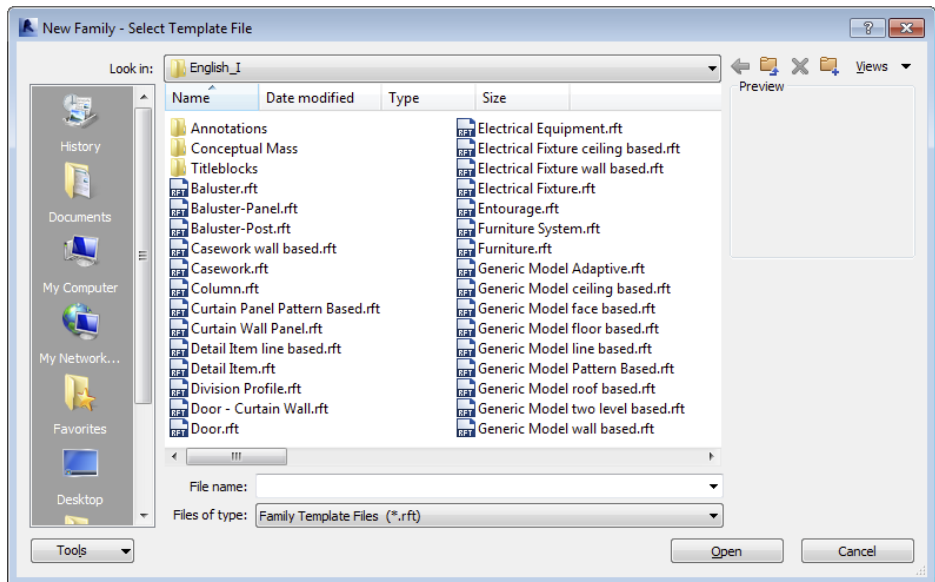 New Family - Select Template File
Look in: English_I Views
Preview
Name Date modified Type Size
History
Documents
My Computer
My Network...
Favorites
Desktop
Annotations
Conceptual Mass
Titleblocks
Baluster.rft
Baluster-Panel.rft
Baluster-Post.rft
Casework wall based.rft
Casework.rft
Column.rft
Curtain Panel Pattern Based.rft
Curtain Wall Panel.rft
Detail Item line based.rft
Detail Item.rft
Division Profile.rft
Door - Curtain Wall.rft
Door.rft
Electrical Equipment.rft
Electrical Fixture ceiling based.rft
Electrical Fixture wall based.rft
Electrical Fixture.rft
Entourage.rft
Furniture System.rft
Furniture.rft
Generic Model Adaptive.rft
Generic Model ceiling based.rft
Generic Model face based.rft
Generic Model floor based.rft
Generic Model line based.rft
Generic Model Pattern Based.rft
Generic Model roof based.rft
Generic Model two level based.rft
Generic Model wall based.rft
File name:
Files of type: Family Template Files (*.rft)
Tools Open Cancel